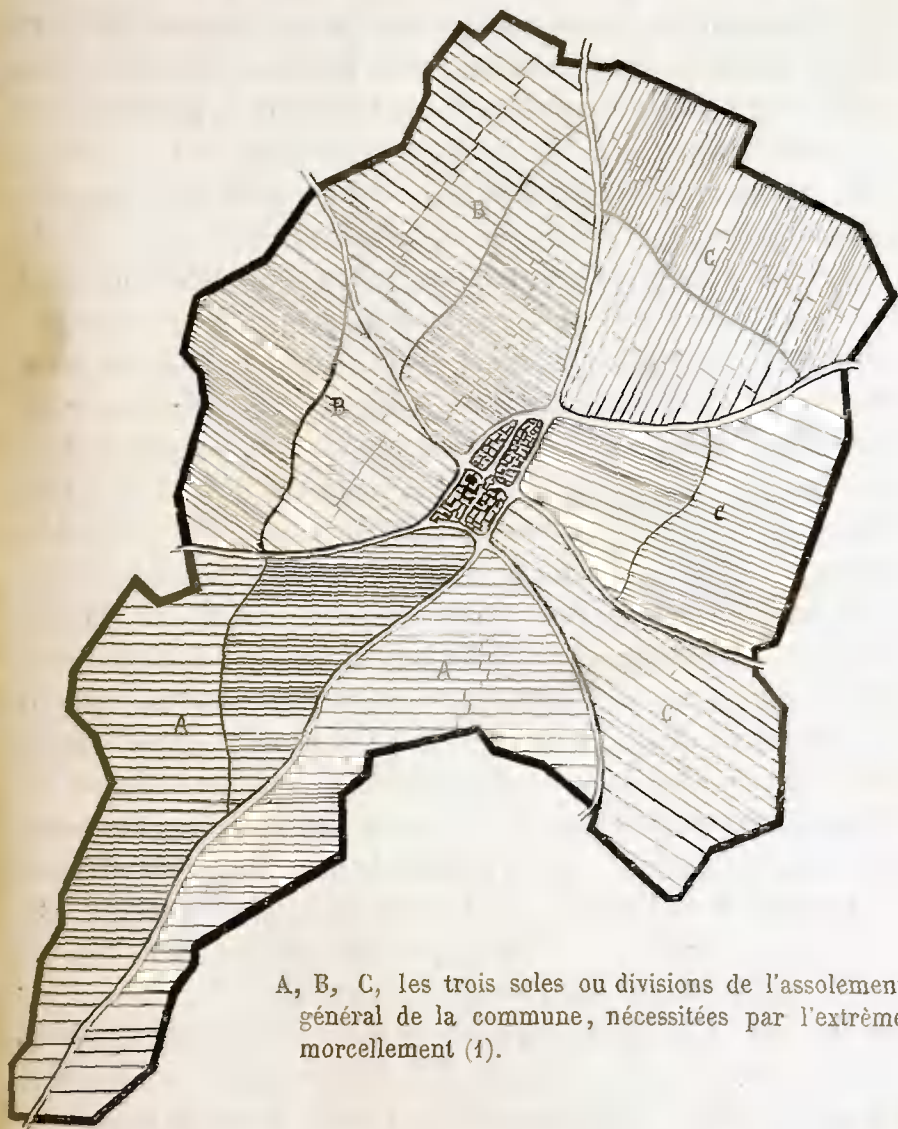 B
C
B
C
A
C
A
A, B, C, les trois soles ou divisions de l'assolement
général de la commune, nécessitées par l'extrême
morcellement (1).